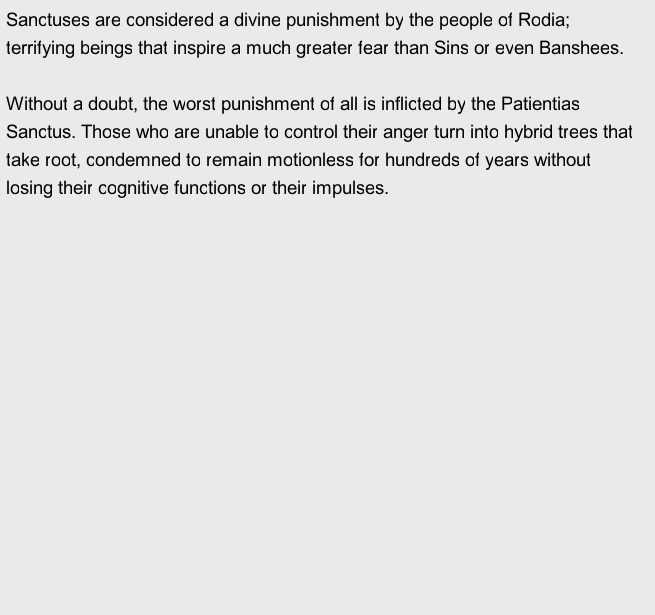 Sanctuses are considered a divine punishment by the people of Rodia;
terrifying beings that inspire a much greater fear than Sins or even Banshees.
Without a doubt, the worst punishment of all is inflicted by the Patientias
Sanctus. Those who are unable to control their anger turn into hybrid trees that
take root, condemned to remain motionless for hundreds of years without
losing their cognitive functions or their impulses.